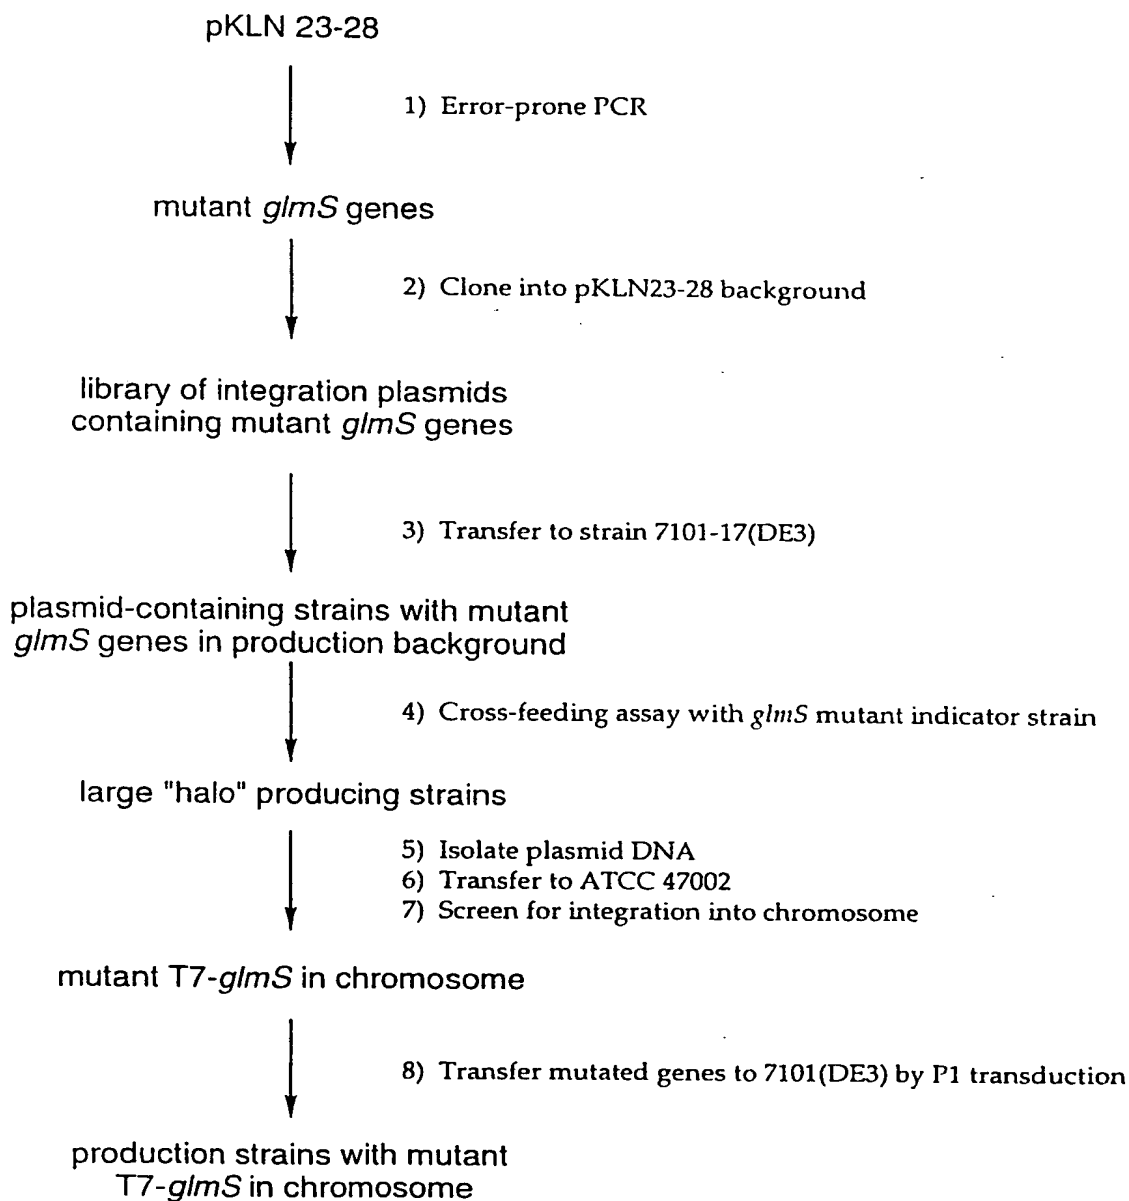 pKLN 23-28
1) Error-prone PCR
mutant glmS genes
2) Clone into pKLN23-28 background
library of integration plasmids
containing mutant glmS genes
3) Transfer to strain 7101-17(DE3)
plasmid-containing strains with mutant
glmS genes in production background
4) Cross-feeding assay with glmS mutant indicator strain
large "halo" producing strains
5) Isolate plasmid DNA
6) Transfer to ATCC 47002
7) Screen for integration into chromosome
mutant T7-glmS in chromosome
8) Transfer mutated genes to 7101(DE3) by P1 transduction
production strains with mutant
T7-glmS in chromosome